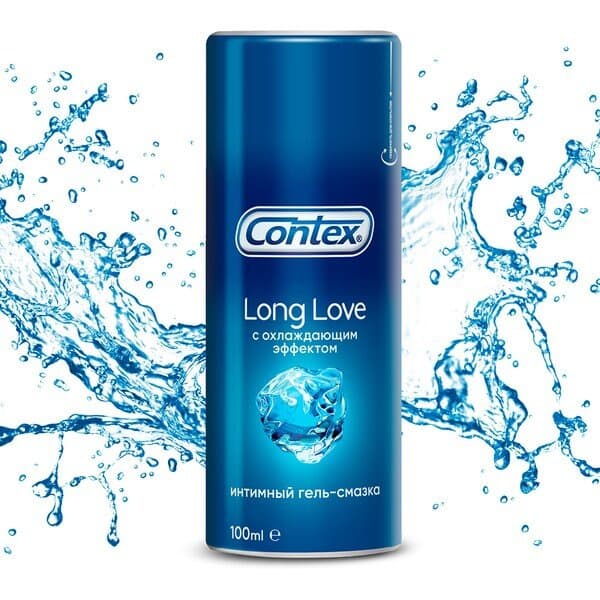 Contex®
Long Love
с охлаждающим
эффектом
интимный гель-смазка
100ml e